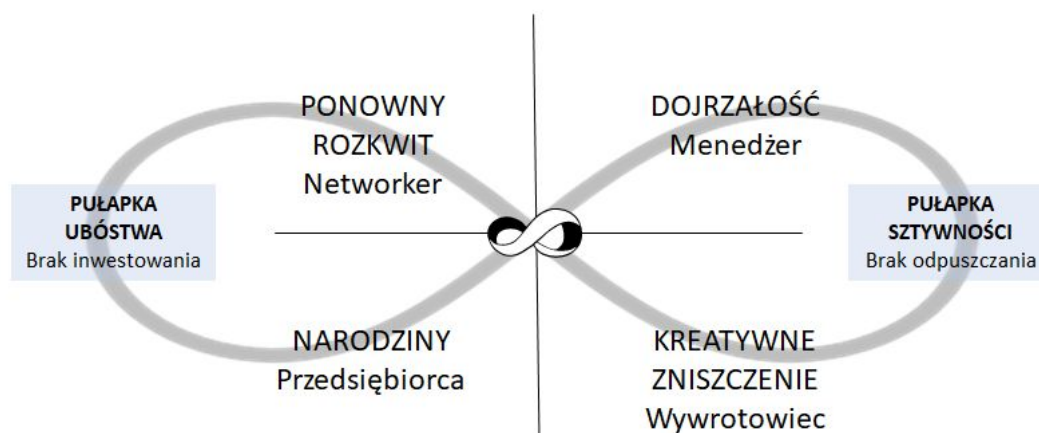 PONOWNY
ROZKWIT
Networker
DOJRZAŁOŚĆ
Menedżer
PUŁAPKA
UBÓSTWA
Brak inwestowania
PUŁAPKA
SZTYWNOŚCI
Brak odpuszczania
NARODZINY
Przedsiębiorca
KREATYWNE
ZNISZCZENIE
Wywrotowiec